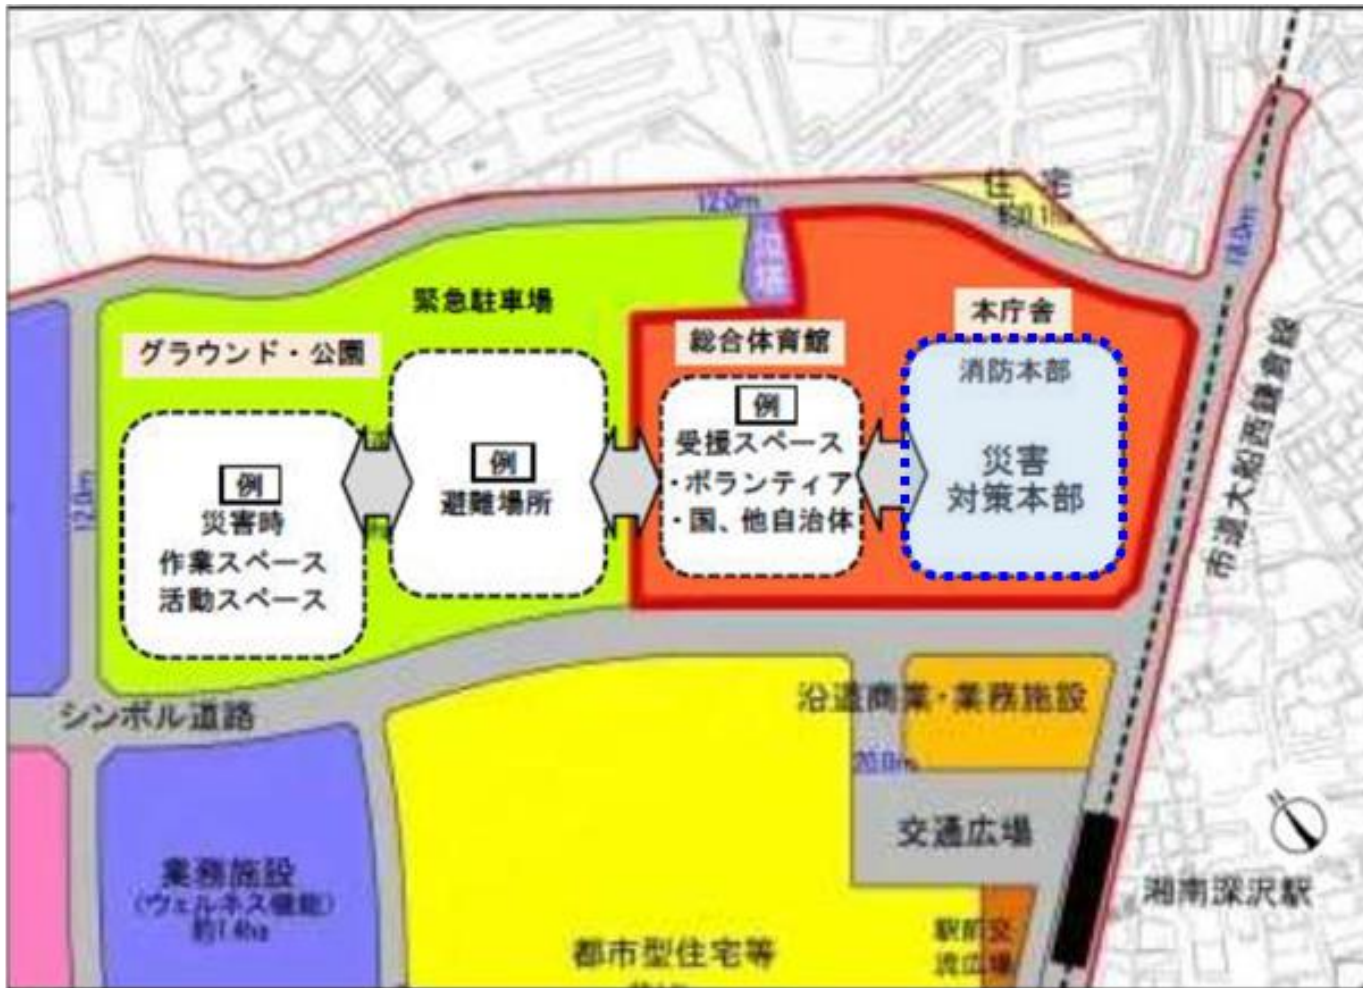 住宅
約0.1ha
12.0m
18.0m
緊急駐車場
本庁舎
グラウンド・公園
総合体育館
消防本部
例
受援スペース
・ボランティア
・国、他自治体
災害
対策本部
例
避難場所
例
災害時
作業スペース
活動スペース
12.0m
市道大船西鎌倉線
シンボル道路
沿道商業・業務施設
20.0m
交通広場
業務施設
（ウェルネス機能）
約1.4ha
湘南深沢駅
都市型住宅等
駅前交
流広場